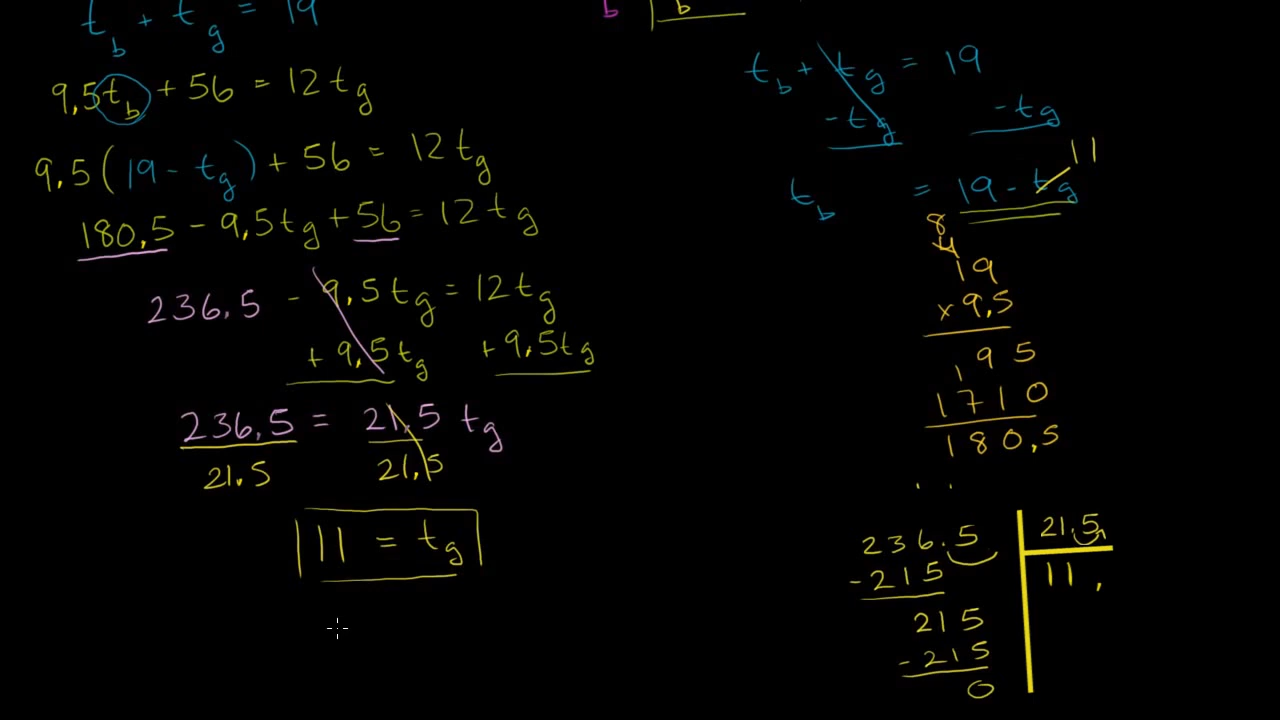 t_b + t_g = 19
9,5t_b + 56 = 12t_g
9.5(19 - t_g) + 56 = 12t_g
180,5 - 9,5t_g + 56 = 12t_g
236,5 - 9,5t_g = 12t_g
+ 9,5t_g +9,5t_g
236,5 = 21,5 t_g
21.5 21,5
11 = t_g
b
b
t_b + t_g = 19
- t_g - t_g
11
t_b = 19 - t_g
8
4
19
× 9,5
195
1710
180,5
236.5 21.5,
-215 11,
215
-215
0